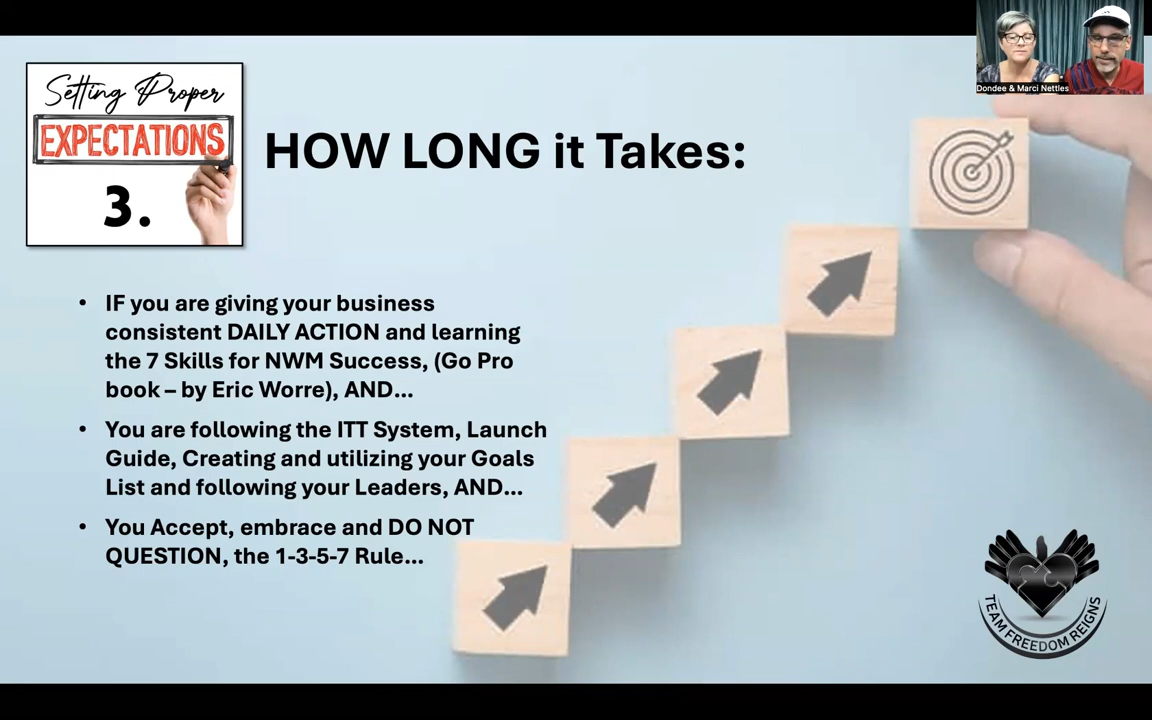 Dondee & Marci Nettles
Setting Proper
EXPECTATIONS
3.
HOW LONG it Takes:
• IF you are giving your business
consistent DAILY ACTION and learning
the 7 Skills for NWM Success, (Go Pro
book – by Eric Worre), AND...
• You are following the ITT System, Launch
Guide, Creating and utilizing your Goals
List and following your Leaders, AND...
• You Accept, embrace and DO NOT
QUESTION, the 1-3-5-7 Rule...
TEAM FREEDOM REIGNS